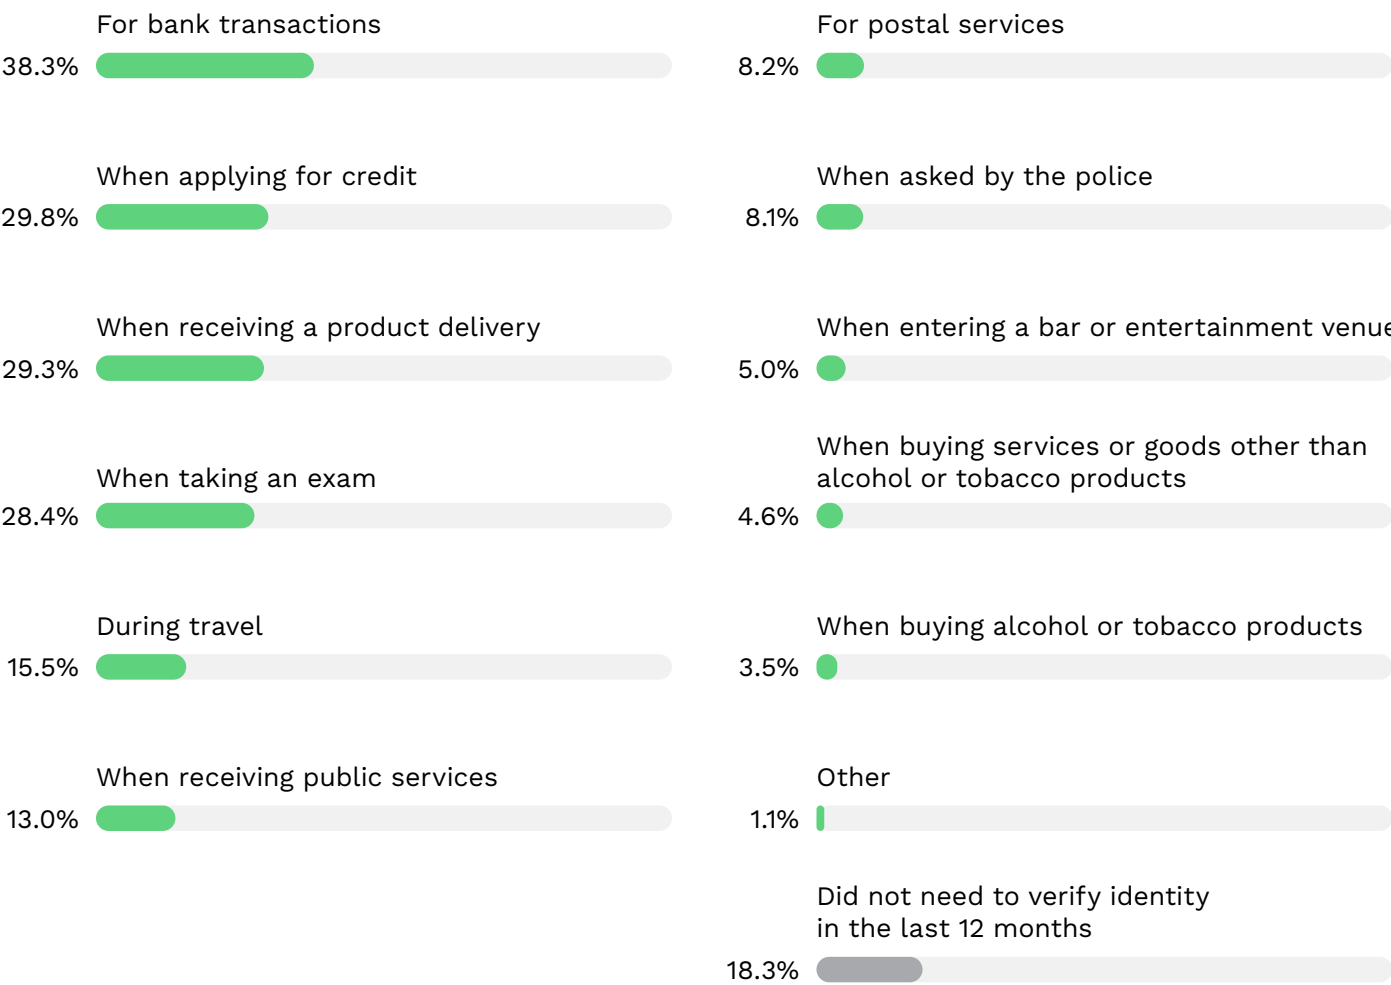 For bank transactions
38.3%
When applying for credit
29.8%
When receiving a product delivery
29.3%
When taking an exam
28.4%
During travel
15.5%
When receiving public services
13.0%
For postal services
8.2%
When asked by the police
8.1%
When entering a bar or entertainment venue
5.0%
When buying services or goods other than
alcohol or tobacco products
4.6%
When buying alcohol or tobacco products
3.5%
Other
1.1%
Did not need to verify identity
in the last 12 months
18.3%